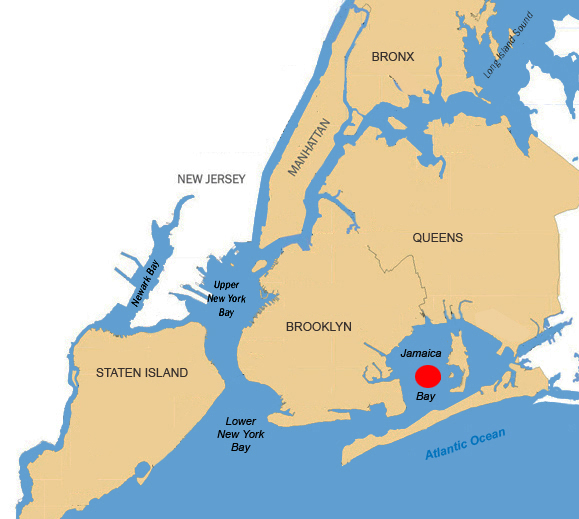 Long Island Sound
BRONX
MANHATTAN
NEW JERSEY
QUEENS
Newark Bay
Upper
New York
Bay
BROOKLYN
Jamaica
Bay
STATEN ISLAND
Lower
New York
Bay
Atlantic Ocean